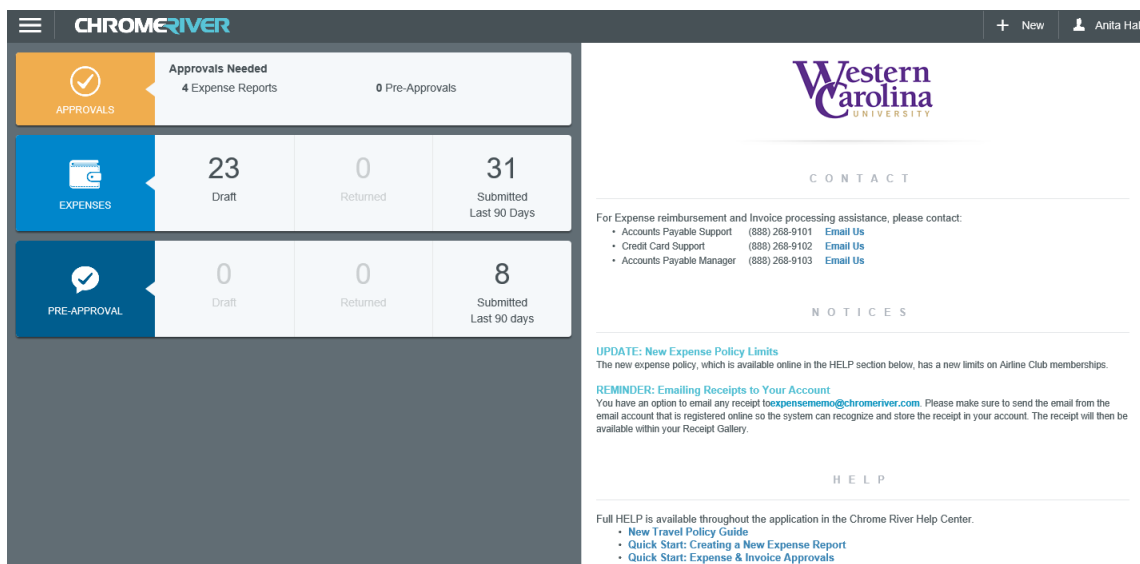 CHROMERIVER
+ New
Anita Hal
APPROVALS
Approvals Needed
4 Expense Reports
0 Pre-Approvals
EXPENSES
23
Draft
0
Returned
31
Submitted
Last 90 Days
PRE-APPROVAL
0
Draft
0
Returned
8
Submitted
Last 90 days
Western
Carolina
UNIVERSITY
CONTACT
For Expense reimbursement and Invoice processing assistance, please contact:
• Accounts Payable Support (888) 268-9101 Email Us
• Credit Card Support (888) 268-9102 Email Us
• Accounts Payable Manager (888) 268-9103 Email Us
NOTICES
UPDATE: New Expense Policy Limits
The new expense policy, which is available online in the HELP section below, has a new limits on Airline Club memberships.
REMINDER: Emailing Receipts to Your Account
You have an option to email any receipt toexpensememo@chromeriver.com. Please make sure to send the email from the
email account that is registered online so the system can recognize and store the receipt in your account. The receipt will then be
available within your Receipt Gallery.
HELP
Full HELP is available throughout the application in the Chrome River Help Center.
• New Travel Policy Guide
• Quick Start: Creating a New Expense Report
• Quick Start: Expense & Invoice Approvals